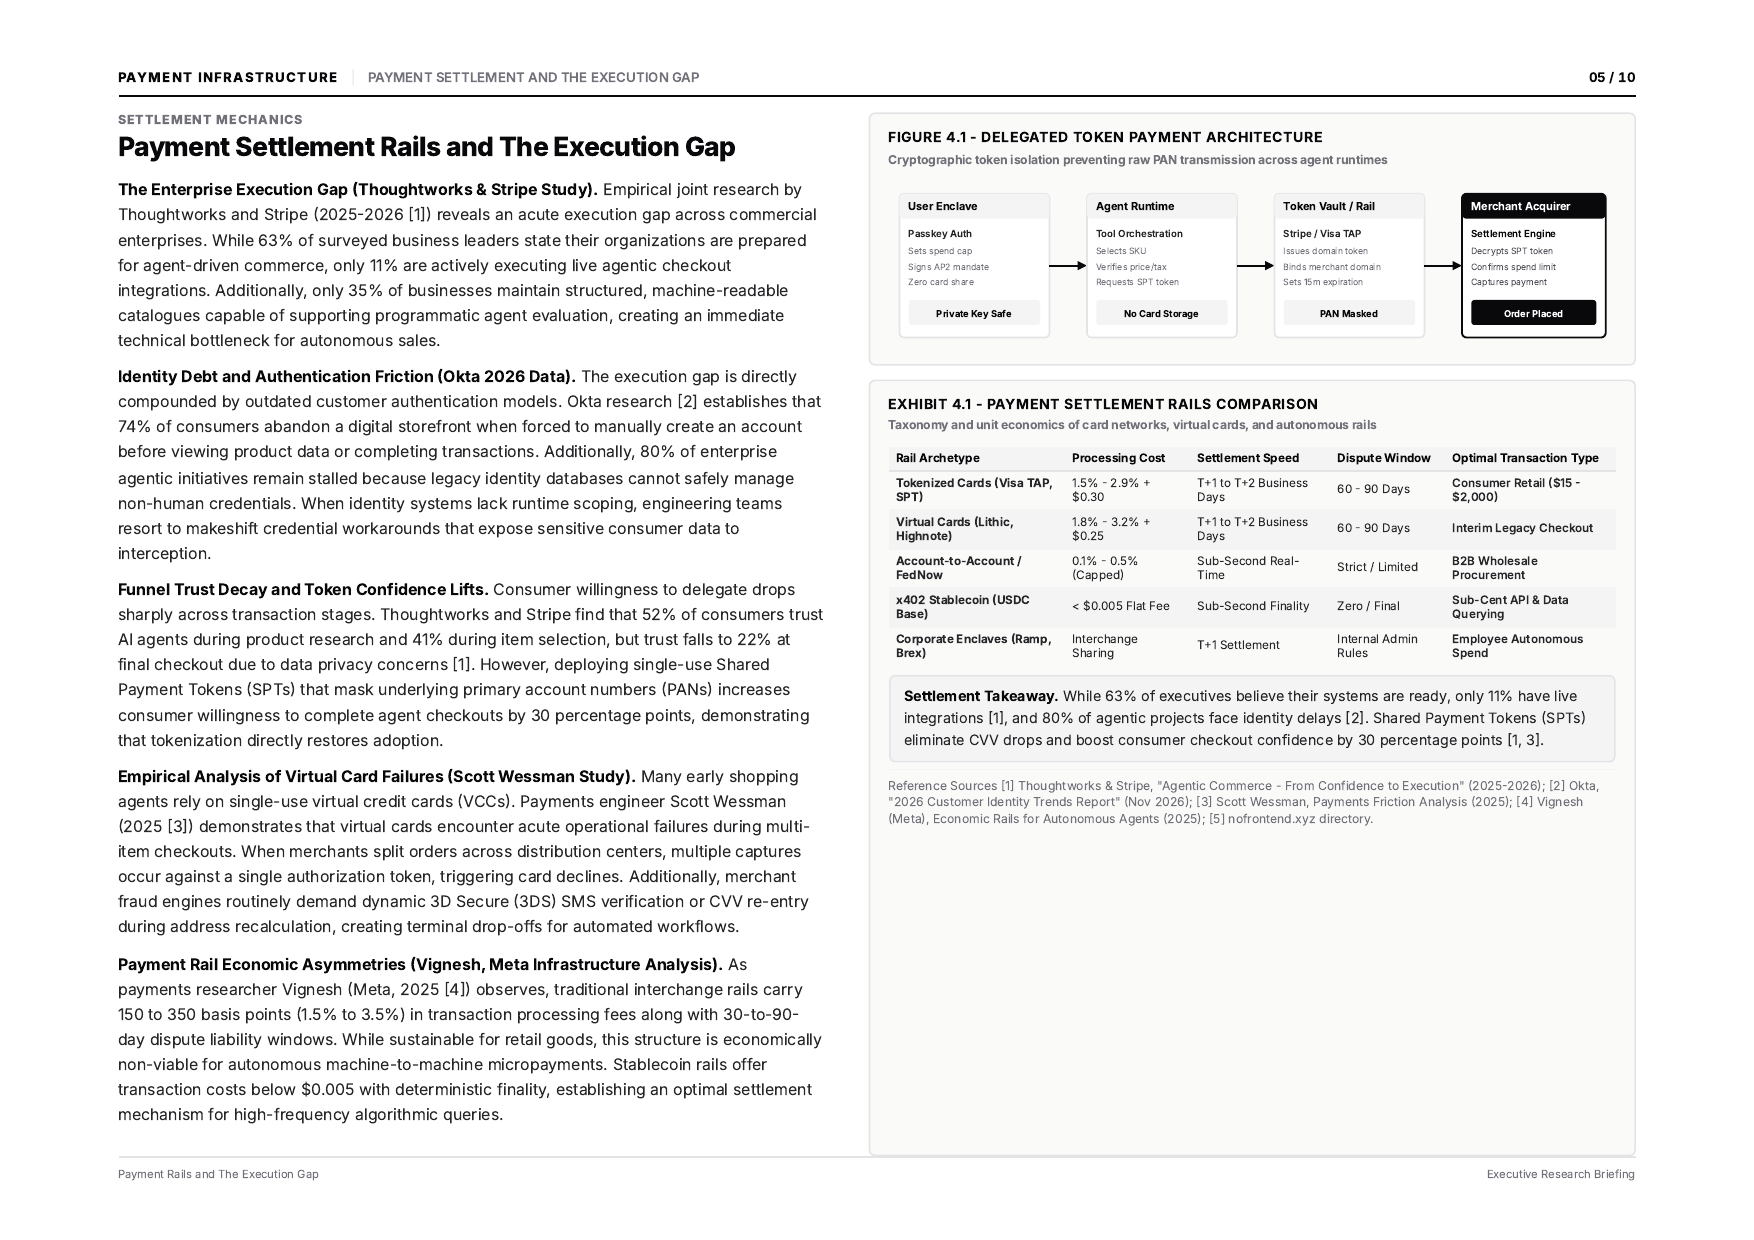 PAYMENT INFRASTRUCTURE PAYMENT SETTLEMENT AND THE EXECUTION GAP 05 / 10
SETTLEMENT MECHANICS
Payment Settlement Rails and The Execution Gap
The Enterprise Execution Gap (Thoughtworks & Stripe Study). Empirical joint research by
Thoughtworks and Stripe (2025-2026 [1]) reveals an acute execution gap across commercial
enterprises. While 63% of surveyed business leaders state their organizations are prepared
for agent-driven commerce, only 11% are actively executing live agentic checkout
integrations. Additionally, only 35% of businesses maintain structured, machine-readable
catalogues capable of supporting programmatic agent evaluation, creating an immediate
technical bottleneck for autonomous sales.
Identity Debt and Authentication Friction (Okta 2026 Data). The execution gap is directly
compounded by outdated customer authentication models. Okta research [2] establishes that
74% of consumers abandon a digital storefront when forced to manually create an account
before viewing product data or completing transactions. Additionally, 80% of enterprise
agentic initiatives remain stalled because legacy identity databases cannot safely manage
non-human credentials. When identity systems lack runtime scoping, engineering teams
resort to makeshift credential workarounds that expose sensitive consumer data to
interception.
Funnel Trust Decay and Token Confidence Lifts. Consumer willingness to delegate drops
sharply across transaction stages. Thoughtworks and Stripe find that 52% of consumers trust
AI agents during product research and 41% during item selection, but trust falls to 22% at
final checkout due to data privacy concerns [1]. However, deploying single-use Shared
Payment Tokens (SPTs) that mask underlying primary account numbers (PANs) increases
consumer willingness to complete agent checkouts by 30 percentage points, demonstrating
that tokenization directly restores adoption.
Empirical Analysis of Virtual Card Failures (Scott Wessman Study). Many early shopping
agents rely on single-use virtual credit cards (VCCs). Payments engineer Scott Wessman
(2025 [3]) demonstrates that virtual cards encounter acute operational failures during multi-
item checkouts. When merchants split orders across distribution centers, multiple captures
occur against a single authorization token, triggering card declines. Additionally, merchant
fraud engines routinely demand dynamic 3D Secure (3DS) SMS verification or CVV re-entry
during address recalculation, creating terminal drop-offs for automated workflows.
Payment Rail Economic Asymmetries (Vignesh, Meta Infrastructure Analysis). As
payments researcher Vignesh (Meta, 2025 [4]) observes, traditional interchange rails carry
150 to 350 basis points (1.5% to 3.5%) in transaction processing fees along with 30-to-90-
day dispute liability windows. While sustainable for retail goods, this structure is economically
non-viable for autonomous machine-to-machine micropayments. Stablecoin rails offer
transaction costs below $0.005 with deterministic finality, establishing an optimal settlement
mechanism for high-frequency algorithmic queries.
FIGURE 4.1 - DELEGATED TOKEN PAYMENT ARCHITECTURE
Cryptographic token isolation preventing raw PAN transmission across agent runtimes
User Enclave
Passkey Auth
Sets spend cap
Signs AP2 mandate
Zero card share
Private Key Safe
Agent Runtime
Tool Orchestration
Selects SKU
Verifies price/tax
Requests SPT token
No Card Storage
Token Vault / Rail
Stripe / Visa TAP
Issues domain token
Binds merchant domain
Sets 15m expiration
PAN Masked
Merchant Acquirer
Settlement Engine
Decrypts SPT token
Confirms spend limit
Captures payment
Order Placed
EXHIBIT 4.1 - PAYMENT SETTLEMENT RAILS COMPARISON
Taxonomy and unit economics of card networks, virtual cards, and autonomous rails
Rail Archetype Processing Cost Settlement Speed Dispute Window Optimal Transaction Type
Tokenized Cards (Visa TAP, SPT) 1.5% - 2.9% + $0.30 T+1 to T+2 Business Days 60 - 90 Days Consumer Retail ($15 - $2,000)
Virtual Cards (Lithic, Highnote) 1.8% - 3.2% + $0.25 T+1 to T+2 Business Days 60 - 90 Days Interim Legacy Checkout
Account-to-Account / FedNow 0.1% - 0.5% (Capped) Sub-Second Real-Time Strict / Limited B2B Wholesale Procurement
x402 Stablecoin (USDC Base) < $0.005 Flat Fee Sub-Second Finality Zero / Final Sub-Cent API & Data Querying
Corporate Enclaves (Ramp, Brex) Interchange Sharing T+1 Settlement Internal Admin Rules Employee Autonomous Spend
Settlement Takeaway. While 63% of executives believe their systems are ready, only 11% have live
integrations [1], and 80% of agentic projects face identity delays [2]. Shared Payment Tokens (SPTs)
eliminate CVV drops and boost consumer checkout confidence by 30 percentage points [1, 3].
Reference Sources [1] Thoughtworks & Stripe, "Agentic Commerce - From Confidence to Execution" (2025-2026); [2] Okta,
"2026 Customer Identity Trends Report" (Nov 2026); [3] Scott Wessman, Payments Friction Analysis (2025); [4] Vignesh
(Meta), Economic Rails for Autonomous Agents (2025); [5] nofrontend.xyz directory.
Payment Rails and The Execution Gap Executive Research Briefing